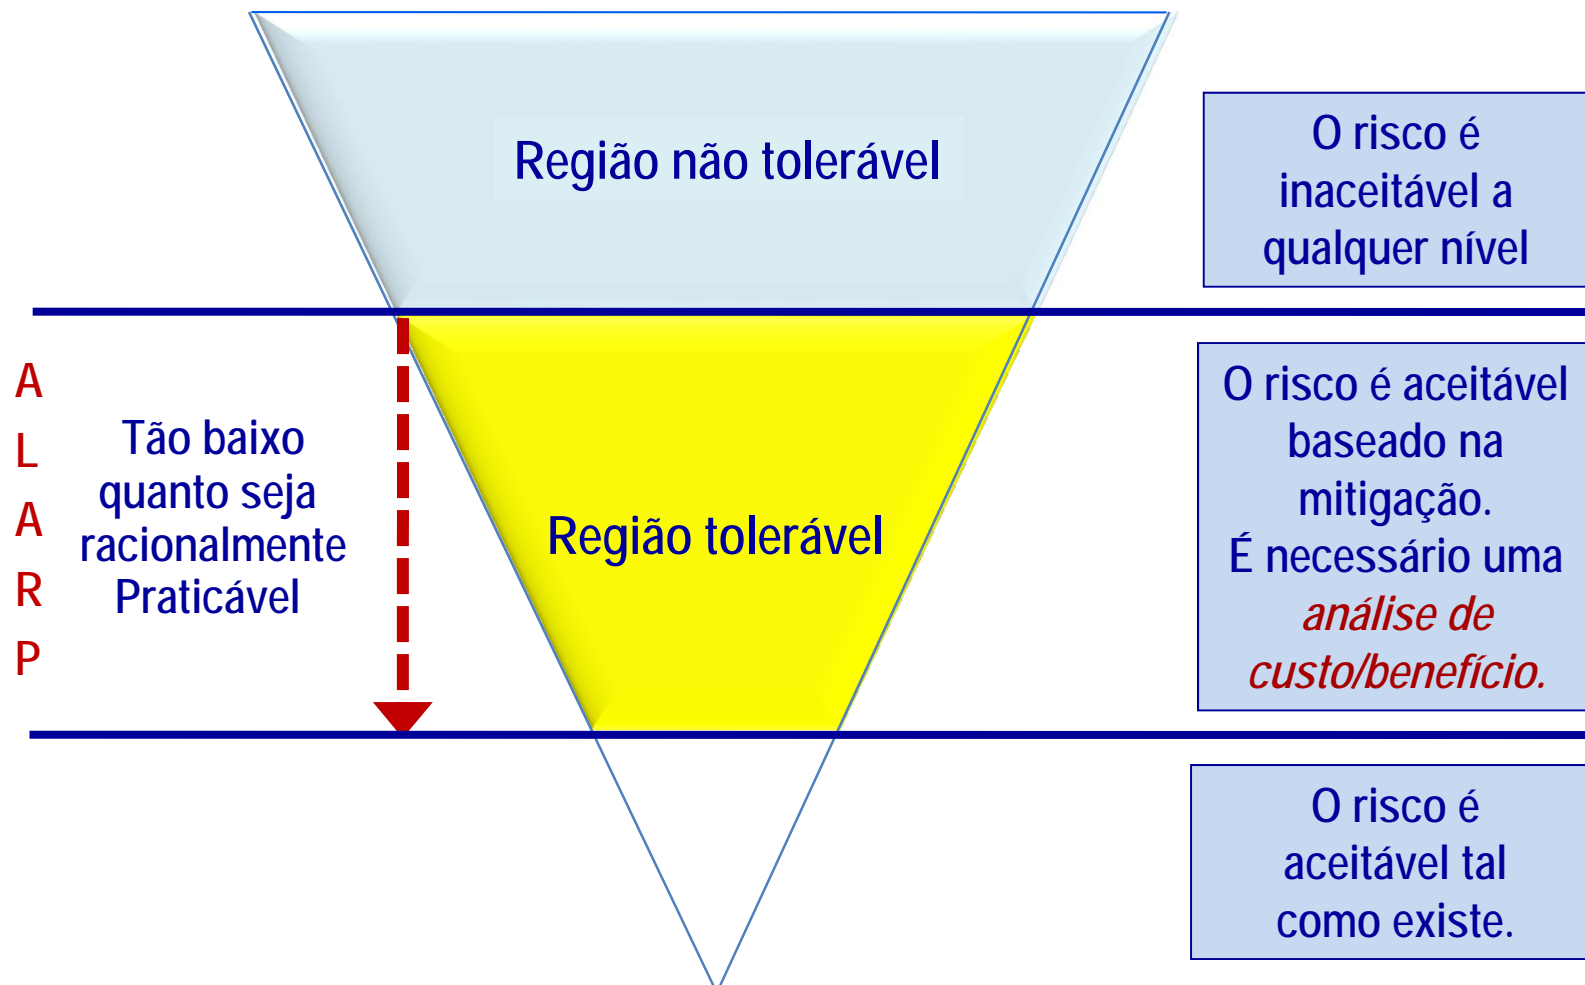 Região não tolerável
O risco é
inaceitável a
qualquer nível
A
L
A
R
P
Tão baixo
quanto seja
racionalmente
Praticável
Região tolerável
O risco é aceitável
baseado na
mitigação.
É necessário uma
análise de
custo/benefício.
O risco é
aceitável tal
como existe.